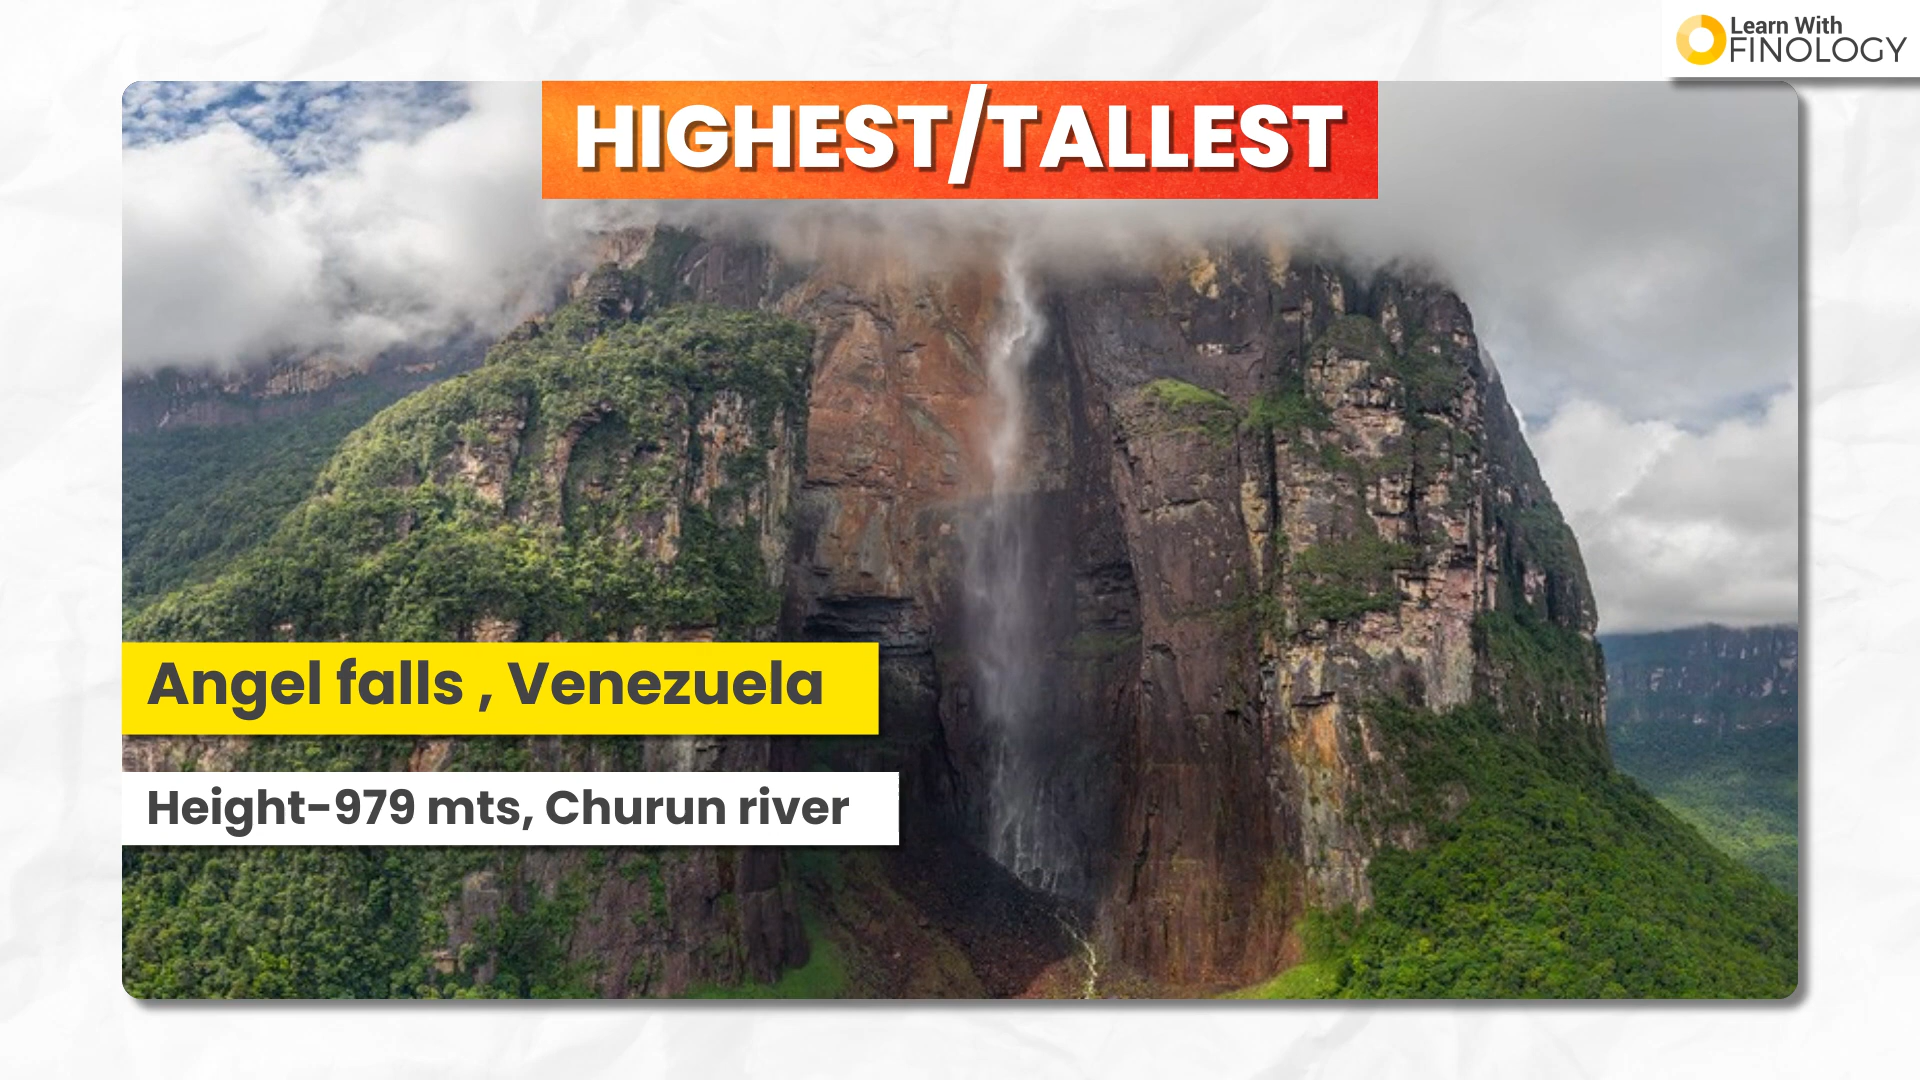 Learn With
FINOLOGY
HIGHEST/TALLEST
Angel falls , Venezuela
Height-979 mts, Churun river